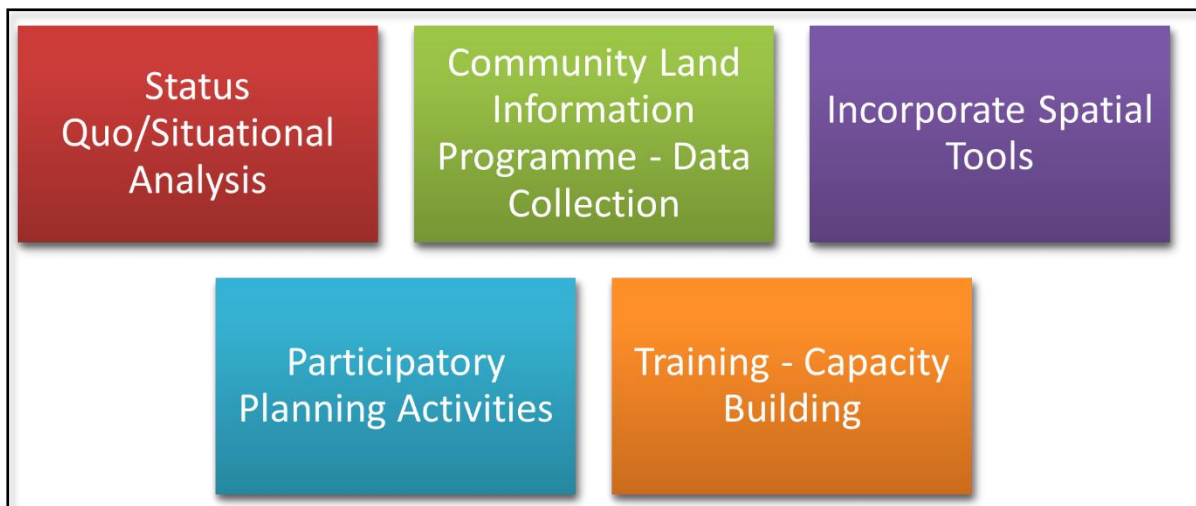 Status
Quo/Situational
Analysis
Community Land
Information
Programme - Data
Collection
Incorporate Spatial
Tools
Participatory
Planning Activities
Training - Capacity
Building